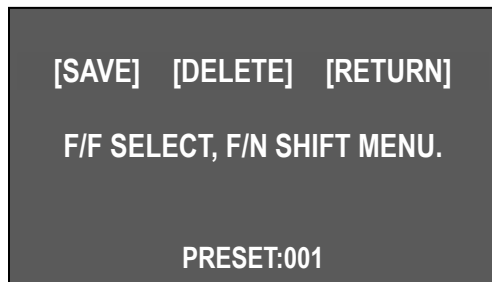 [SAVE] [DELETE] [RETURN]
F/F SELECT, F/N SHIFT MENU.
PRESET:001